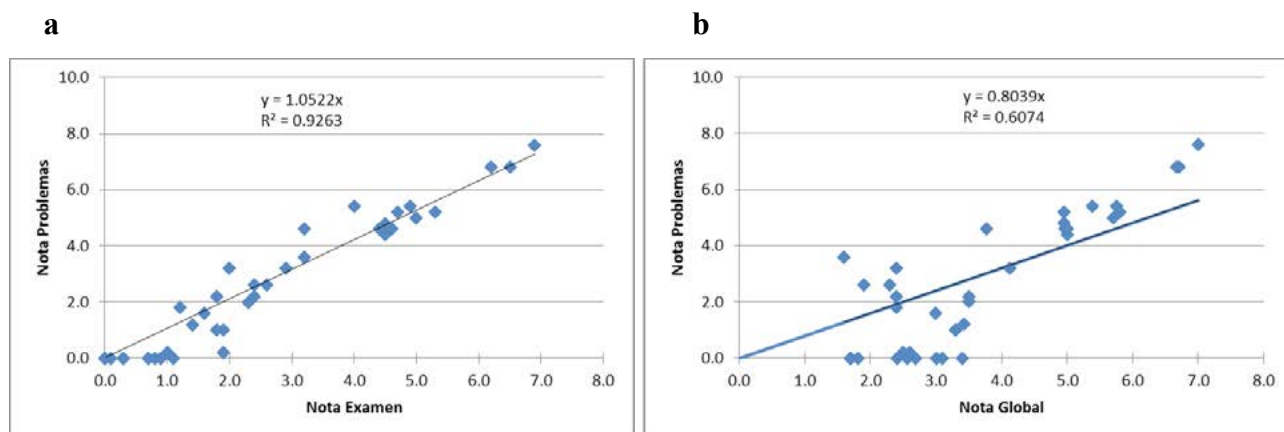 a
b
10.0
8.0
6.0
4.0
2.0
0.0
Nota Problemas
y = 1.0522x
R² = 0.9263
0.0 1.0 2.0 3.0 4.0 5.0 6.0 7.0 8.0
Nota Examen
10.0
8.0
6.0
4.0
2.0
0.0
Nota Problemas
y = 0.8039x
R² = 0.6074
0.0 1.0 2.0 3.0 4.0 5.0 6.0 7.0 8.0
Nota Global